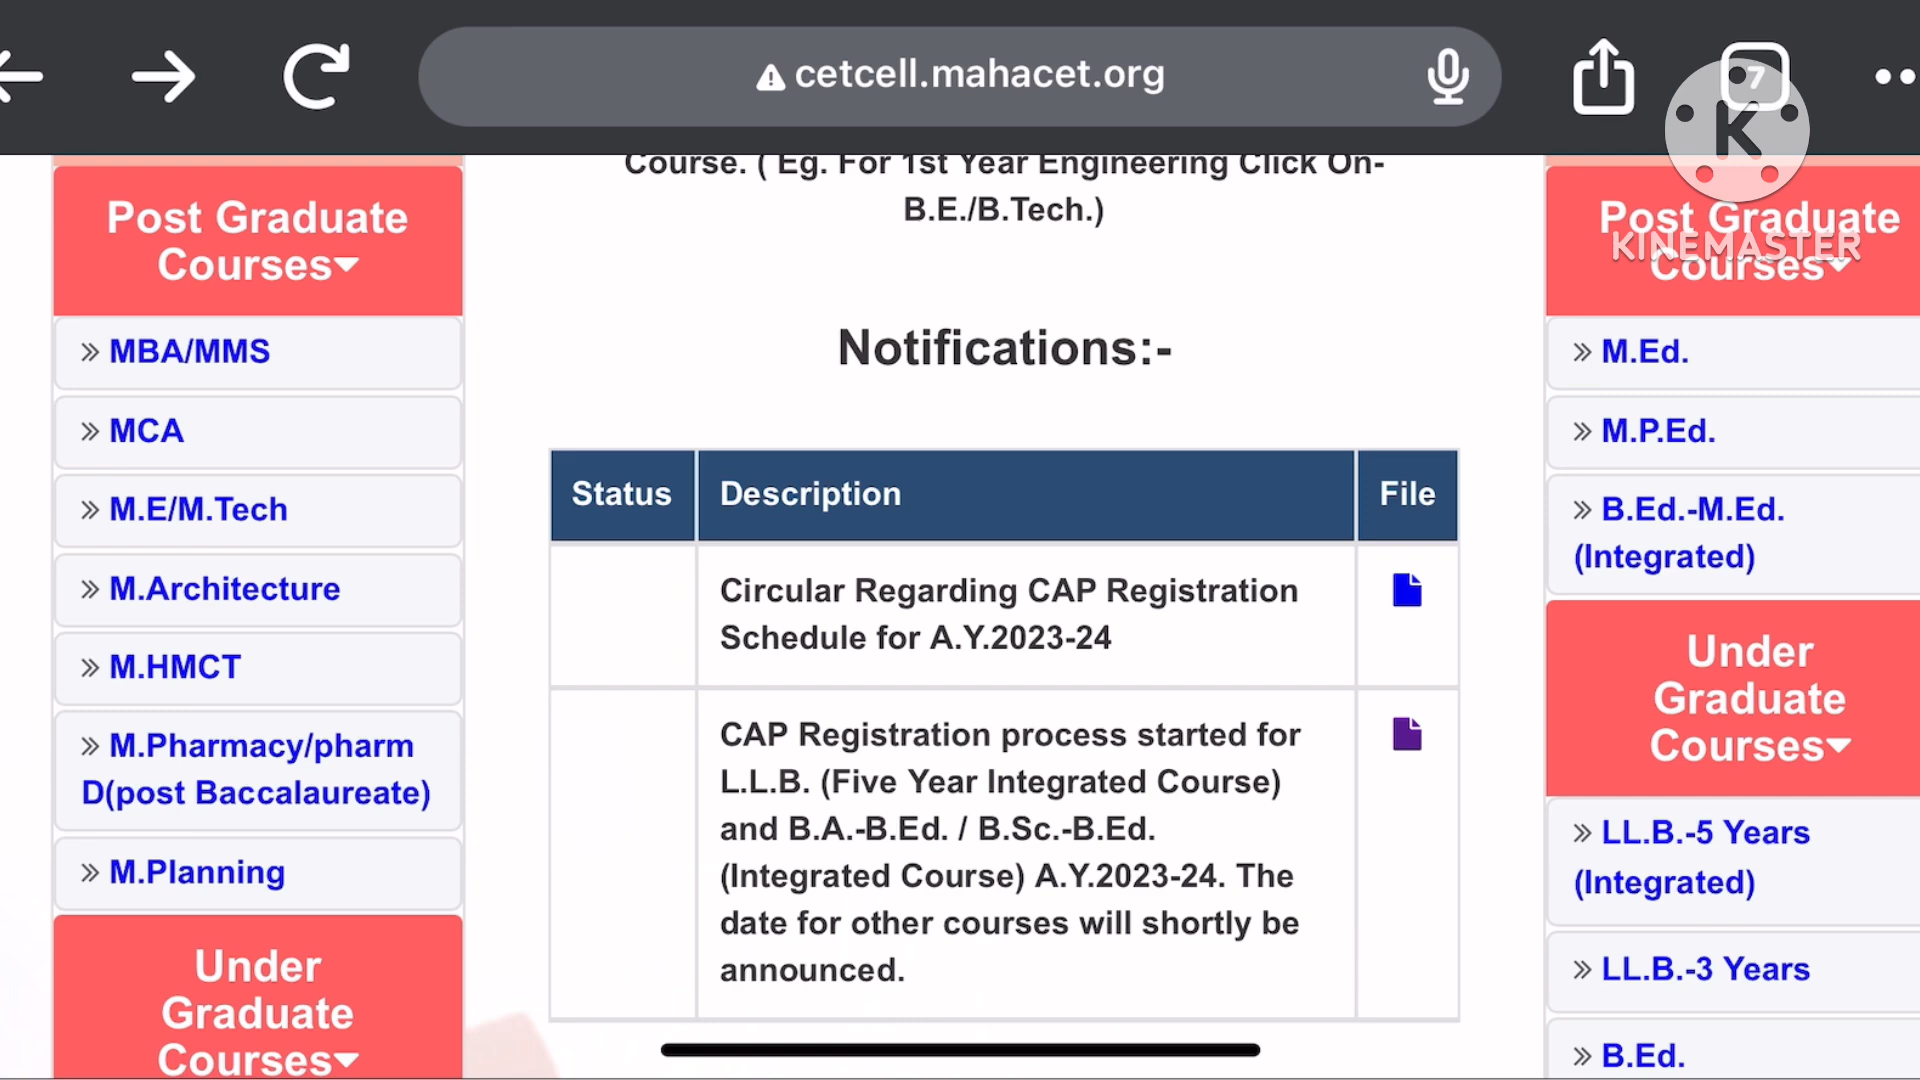 cetcell.mahacet.org
7
K
KINEMASTER
Post Graduate
Courses
» MBA/MMS
» MCA
» M.E/M.Tech
» M.Architecture
» M.HMCT
» M.Pharmacy/pharm
D(post Baccalaureate)
» M.Planning
Under
Graduate
Courses
Course. ( Eg. For 1st Year Engineering Click On-
B.E./B.Tech.)
Notifications:-
Status Description File
Circular Regarding CAP Registration
Schedule for A.Y.2023-24
CAP Registration process started for
L.L.B. (Five Year Integrated Course)
and B.A.-B.Ed. / B.Sc.-B.Ed.
(Integrated Course) A.Y.2023-24. The
date for other courses will shortly be
announced.
Post Graduate
Courses
» M.Ed.
» M.P.Ed.
» B.Ed.-M.Ed.
(Integrated)
Under
Graduate
Courses
» LL.B.-5 Years
(Integrated)
» LL.B.-3 Years
» B.Ed.